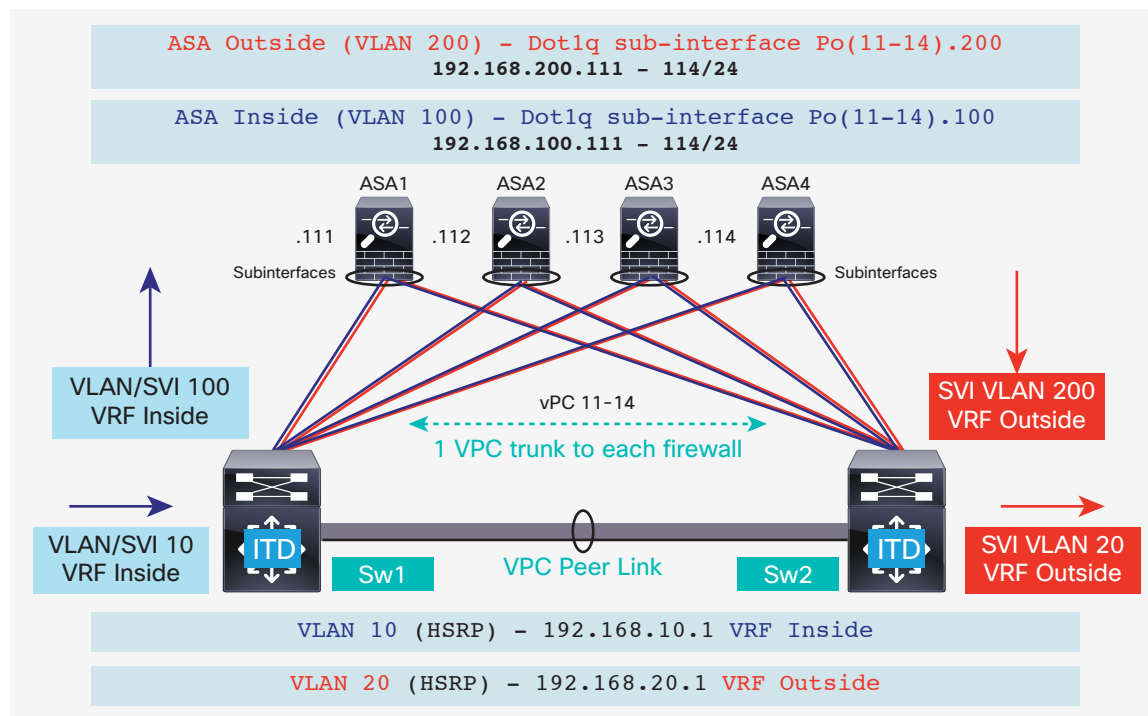 ASA Outside (VLAN 200) - Dot1q sub-interface Po(11-14).200
192.168.200.111 - 114/24
ASA Inside (VLAN 100) - Dot1q sub-interface Po(11-14).100
192.168.100.111 - 114/24
ASA1
ASA2
ASA3
ASA4
.111
.112
.113
.114
Subinterfaces
Subinterfaces
VLAN/SVI 100
VRF Inside
SVI VLAN 200
VRF Outside
vPC 11-14
1 VPC trunk to each firewall
VLAN/SVI 10
VRF Inside
ITD
ITD
SVI VLAN 20
VRF Outside
Sw1
VPC Peer Link
Sw2
VLAN 10 (HSRP) - 192.168.10.1 VRF Inside
VLAN 20 (HSRP) - 192.168.20.1 VRF Outside